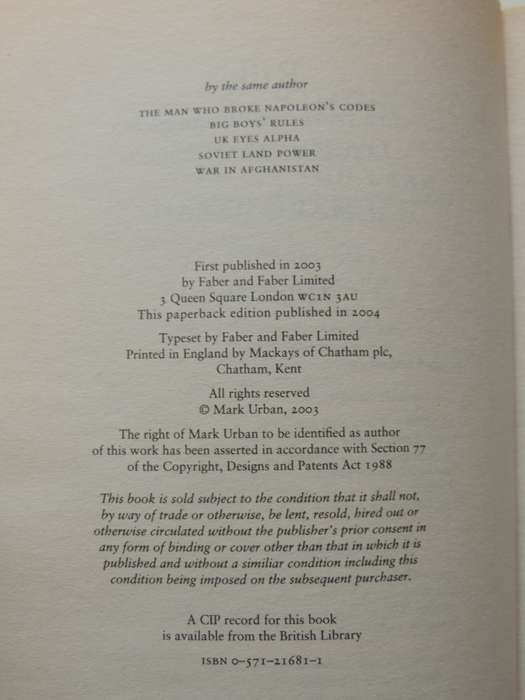 by the same author
THE MAN WHO BROKE NAPOLEON'S CODES
BIG BOYS' RULES
UK EYES ALPHA
SOVIET LAND POWER
WAR IN AFGHANISTAN
First published in 2003
by Faber and Faber Limited
3 Queen Square London WC1N 3AU
This paperback edition published in 2004
Typeset by Faber and Faber Limited
Printed in England by Mackays of Chatham plc,
Chatham, Kent
All rights reserved
© Mark Urban, 2003
The right of Mark Urban to be identified as author
of this work has been asserted in accordance with Section 77
of the Copyright, Designs and Patents Act 1988
This book is sold subject to the condition that it shall not,
by way of trade or otherwise, be lent, resold, hired out or
otherwise circulated without the publisher's prior consent in
any form of binding or cover other than that in which it is
published and without a similiar condition including this
condition being imposed on the subsequent purchaser.
A CIP record for this book
is available from the British Library
ISBN 0–571–21681–1